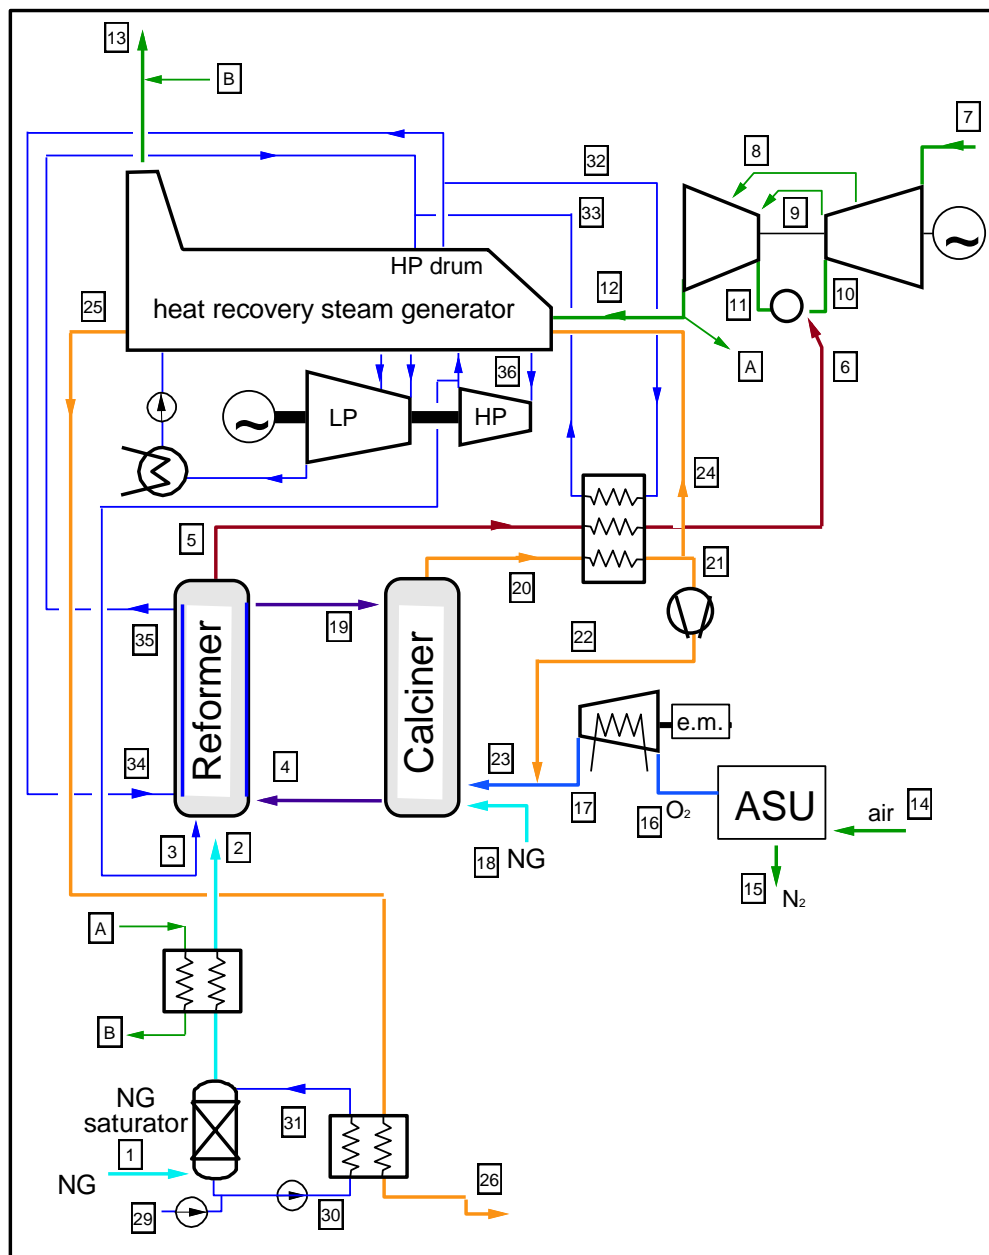 13
B
7
8
32
9
33
HP drum
12
10
25
heat recovery steam generator
11
A
6
36
~
LP
HP
~
24
5
21
20
19
22
35
Reformer
Calciner
e.m.
34
4
23
ASU
17
16
O2
air
14
3
2
18
NG
15
N2
A
B
NG
saturator
31
1
NG
26
29
30